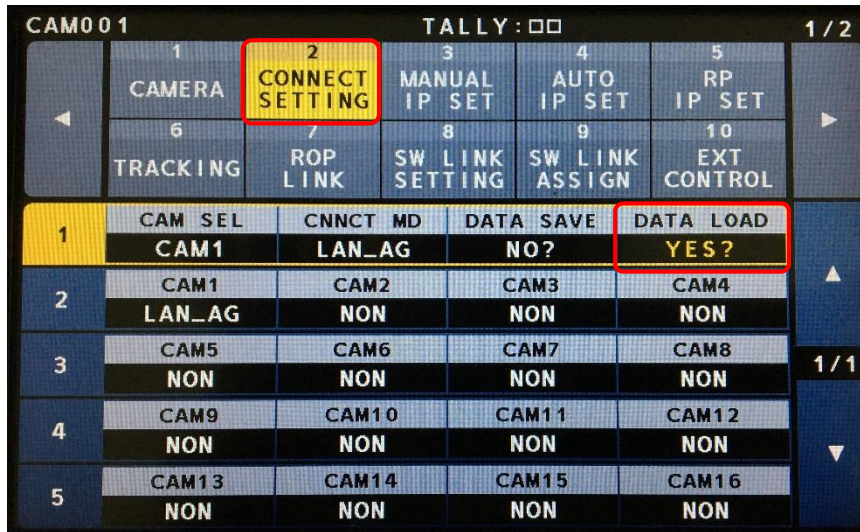 CAM001 TALLY:□□ 1/2
1 2 3 4 5
CAMERA CONNECT SETTING MANUAL IP SET AUTO IP SET RP IP SET
6 7 8 9 10
TRACKING ROP LINK SW LINK SETTING SW LINK ASSIGN EXT CONTROL
1 CAM SEL CNNCT MD DATA SAVE DATA LOAD
CAM1 LAN_AG NO? YES?
2 CAM1 CAM2 CAM3 CAM4
LAN_AG NON NON NON
3 CAM5 CAM6 CAM7 CAM8 1/1
NON NON NON NON
4 CAM9 CAM10 CAM11 CAM12
NON NON NON NON
5 CAM13 CAM14 CAM15 CAM16
NON NON NON NON